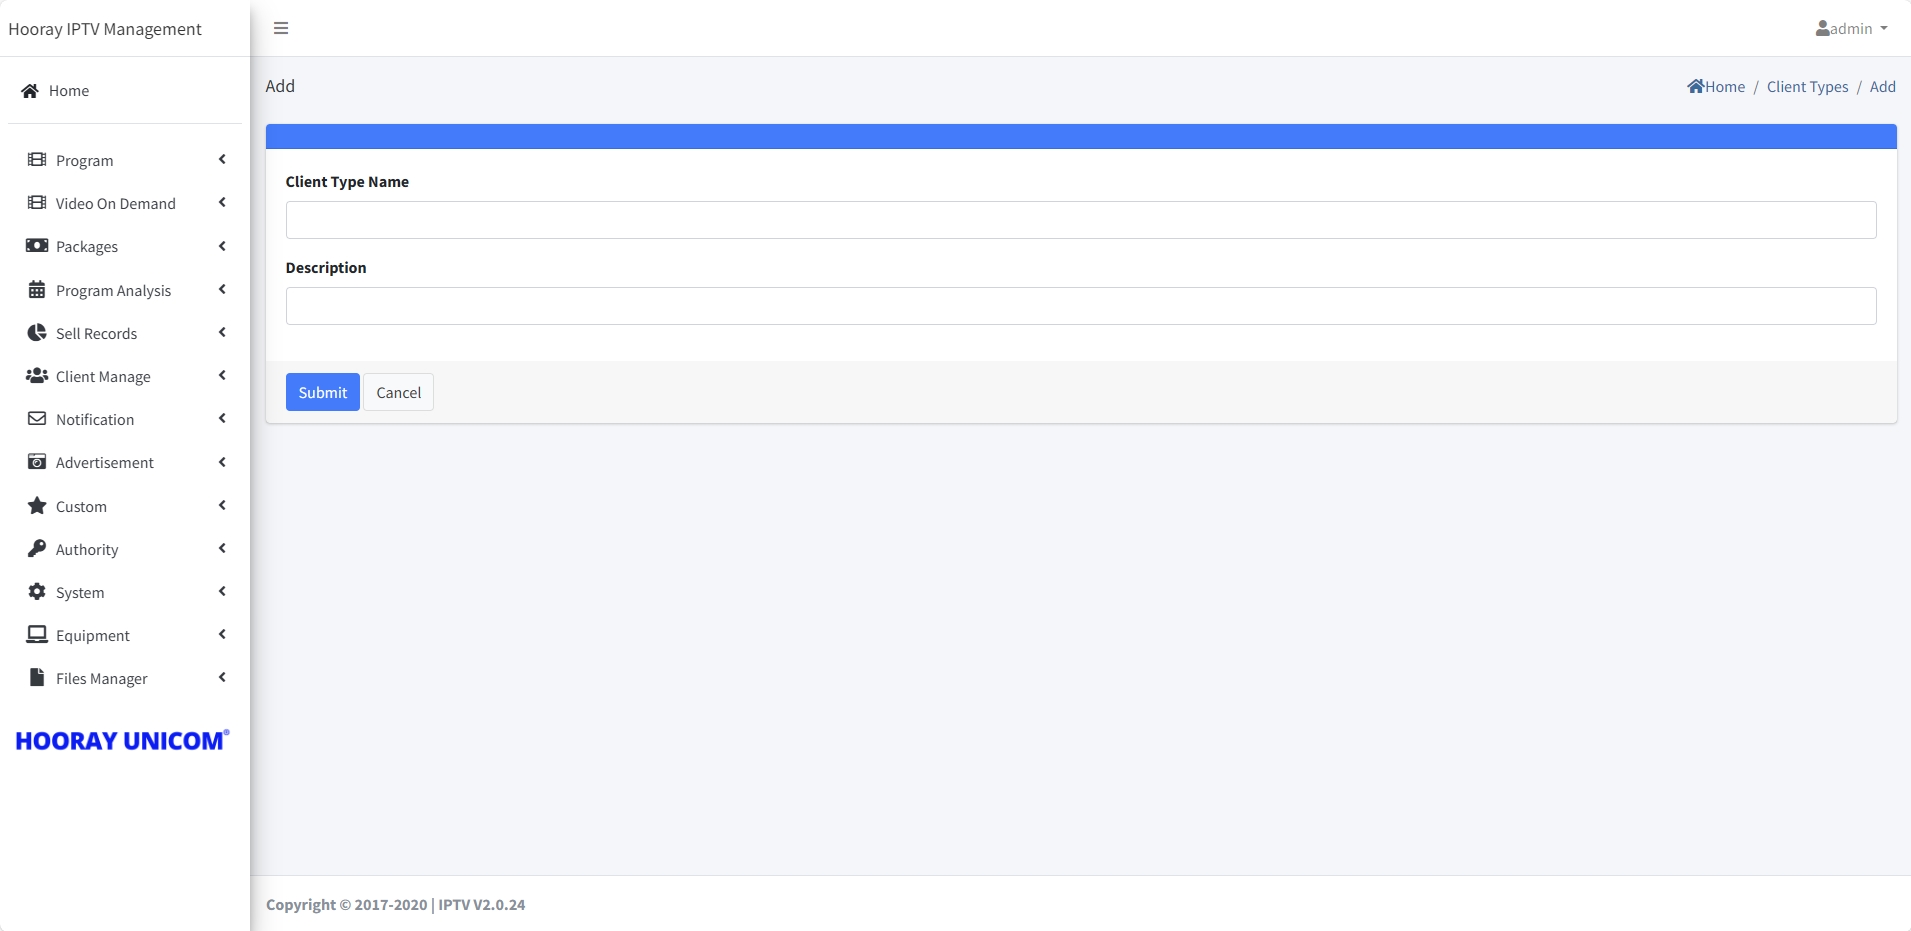 Hooray IPTV Management
admin
Home
Add
Home / Client Types / Add
Program
Video On Demand
Packages
Program Analysis
Sell Records
Client Manage
Notification
Advertisement
Custom
Authority
System
Equipment
Files Manager
HOORAY UNICOM®
Client Type Name
Description
Submit
Cancel
Copyright © 2017-2020 | IPTV V2.0.24